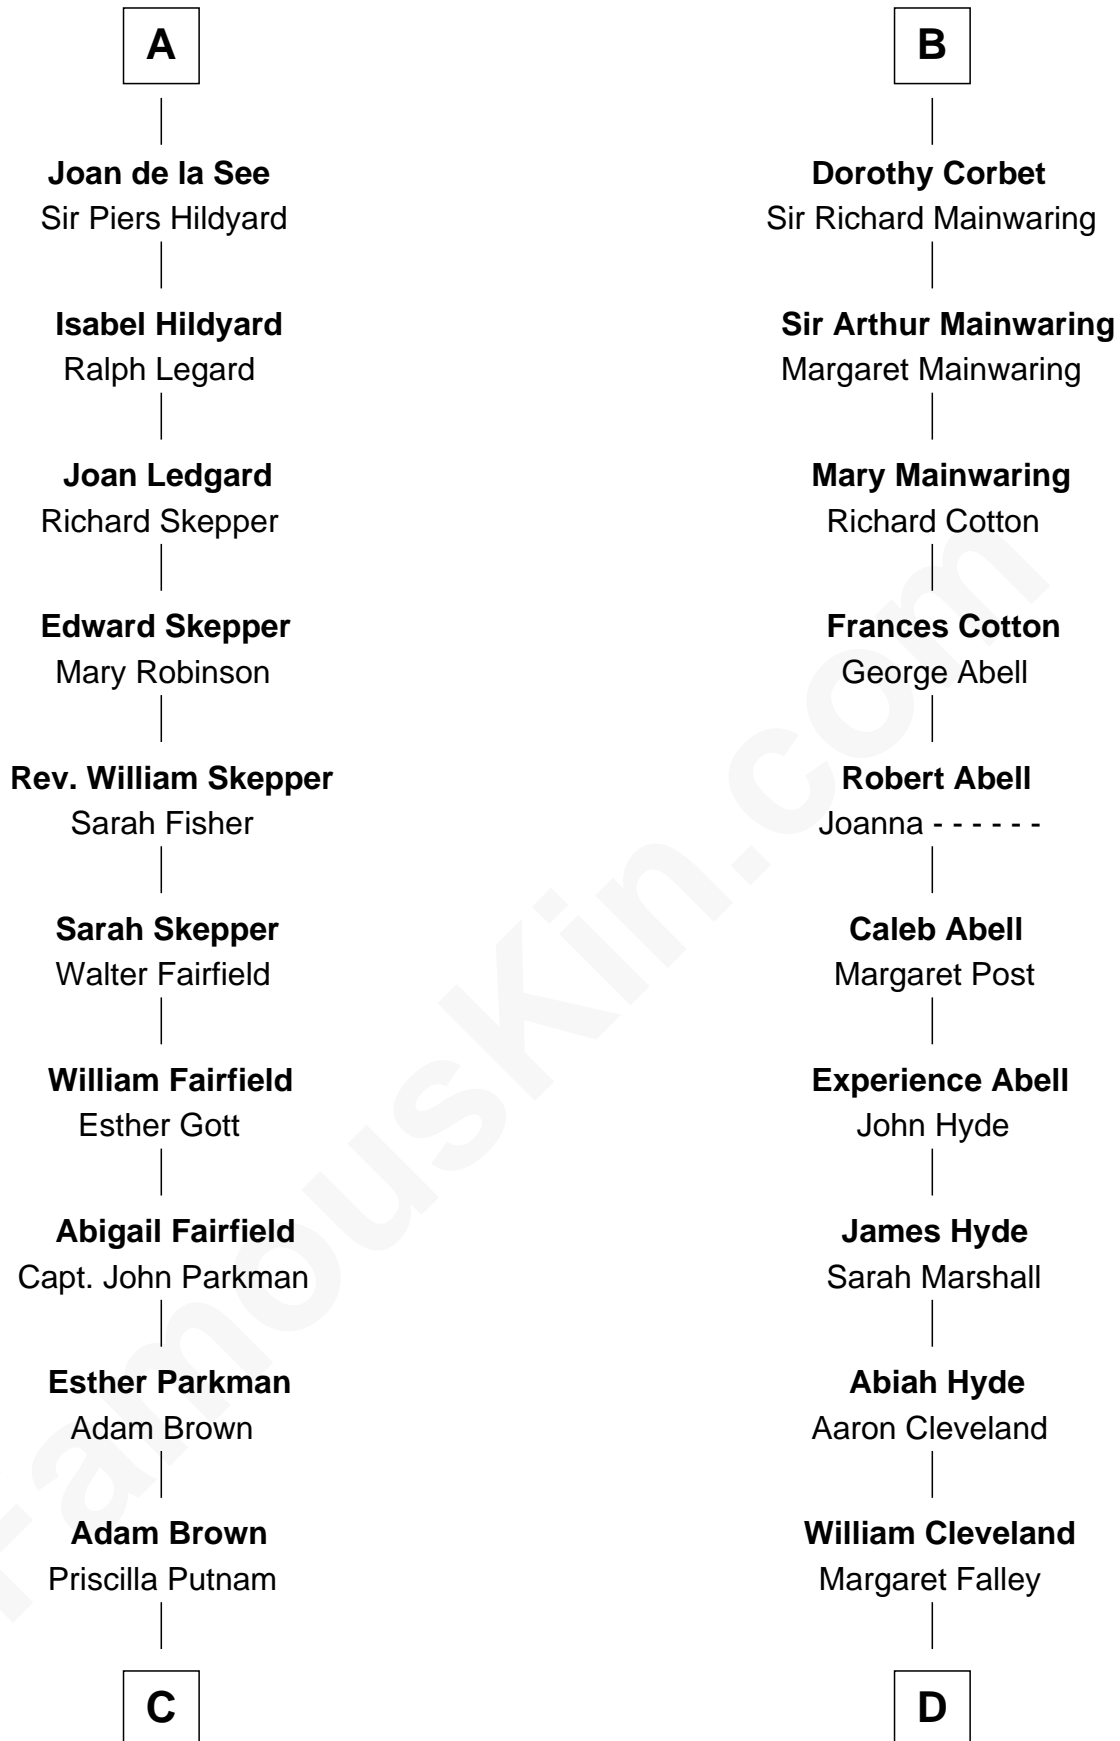 A
Joan de la See
Sir Piers Hildyard
Isabel Hildyard
Ralph Legard
Joan Ledgard
Richard Skepper
Edward Skepper
Mary Robinson
Rev. William Skepper
Sarah Fisher
Sarah Skepper
Walter Fairfield
William Fairfield
Esther Gott
Abigail Fairfield
Capt. John Parkman
Esther Parkman
Adam Brown
Adam Brown
Priscilla Putnam
C
B
Dorothy Corbet
Sir Richard Mainwaring
Sir Arthur Mainwaring
Margaret Mainwaring
Mary Mainwaring
Richard Cotton
Frances Cotton
George Abell
Robert Abell
Joanna - - - - - -
Caleb Abell
Margaret Post
Experience Abell
John Hyde
James Hyde
Sarah Marshall
Abiah Hyde
Aaron Cleveland
William Cleveland
Margaret Falley
D
FamousKin.com